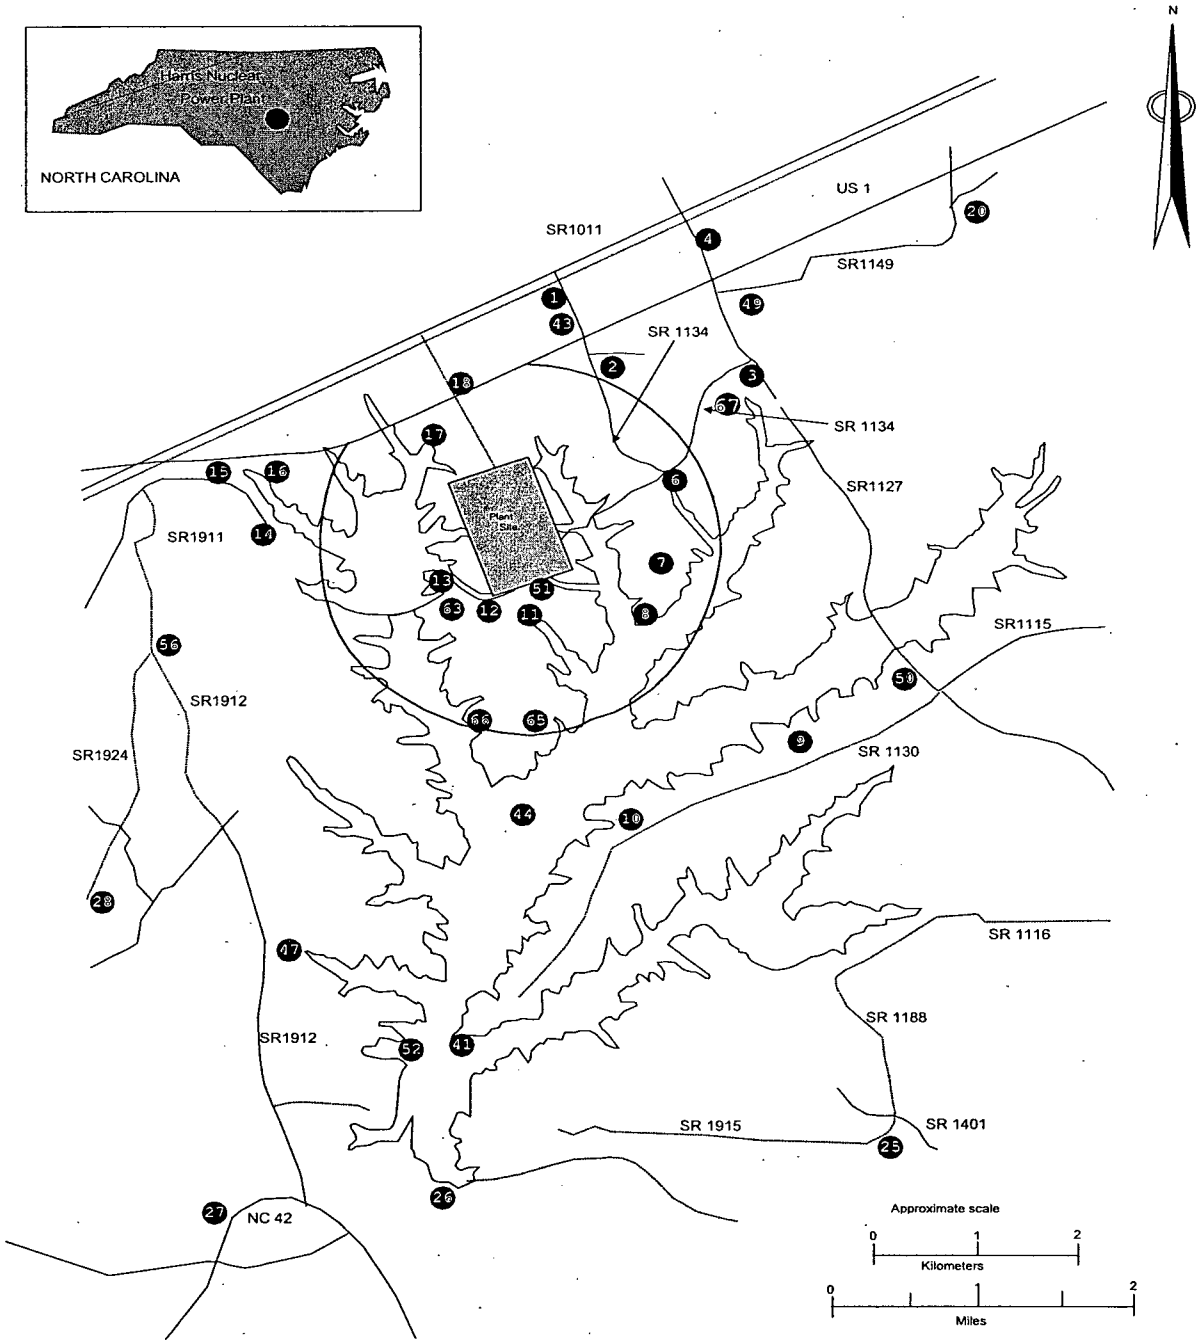 N
Harris Nuclear
Power Plant
NORTH CAROLINA
US 1
20
SR1011
4
SR1149
1
49
43
SR 1134
2
18
3
67
SR 1134
17
15
16
6
SR1127
Plant
Site
SR1911
14
7
13
51
63
12
11
8
SR1115
56
50
SR1912
66
65
9
SR1924
SR 1130
44
10
28
SR 1116
47
SR 1188
SR1912
52
41
SR 1915
SR 1401
25
26
Approximate scale
27
NC 42
0 1 2
Kilometers
0 1 2
Miles